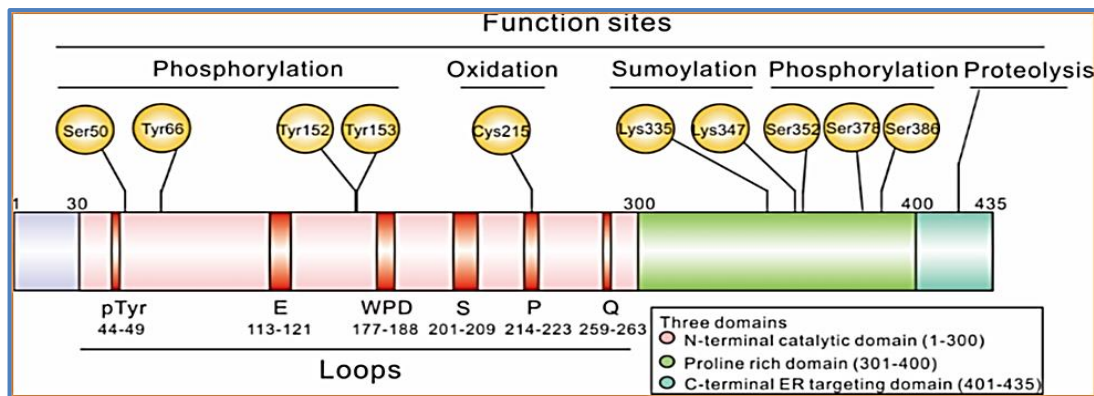 Function sites
Phosphorylation Oxidation Sumoylation Phosphorylation Proteolysis
Ser50 Tyr66 Tyr152 Tyr153 Cys215 Lys335 Lys347 Ser352 Ser378 Ser386
1 30 300 400 435
pTyr E WPD S P Q
44-49 113-121 177-188 201-209 214-223 259-263
Loops
Three domains
N-terminal catalytic domain (1-300)
Proline rich domain (301-400)
C-terminal ER targeting domain (401-435)